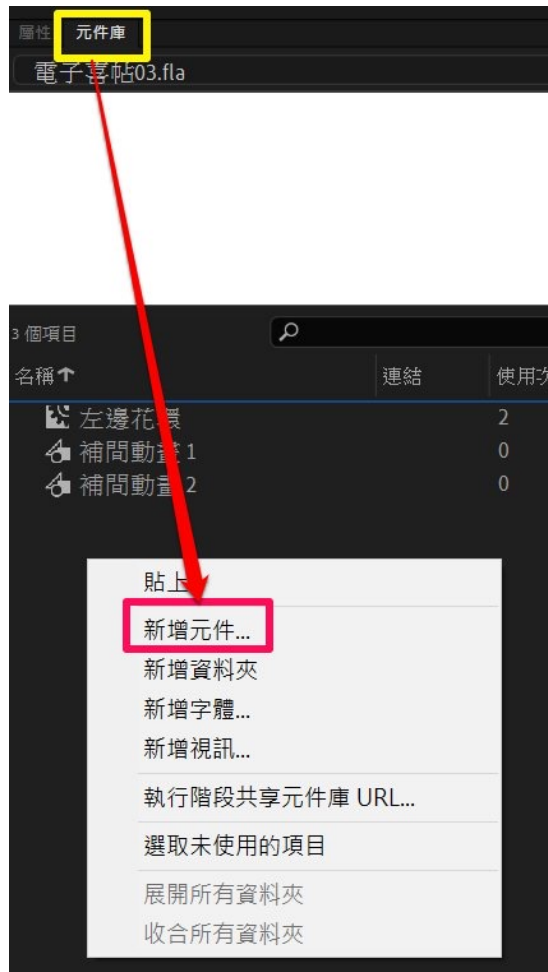 屬性 元件庫
電子喜帖03.fla
3 個項目
名稱↑ 連結 使用次
左邊花環 2
補間動畫 1 0
補間動畫 2 0
貼上
新增元件...
新增資料夾
新增字體...
新增視訊...
執行階段共享元件庫 URL...
選取未使用的項目
展開所有資料夾
收合所有資料夾